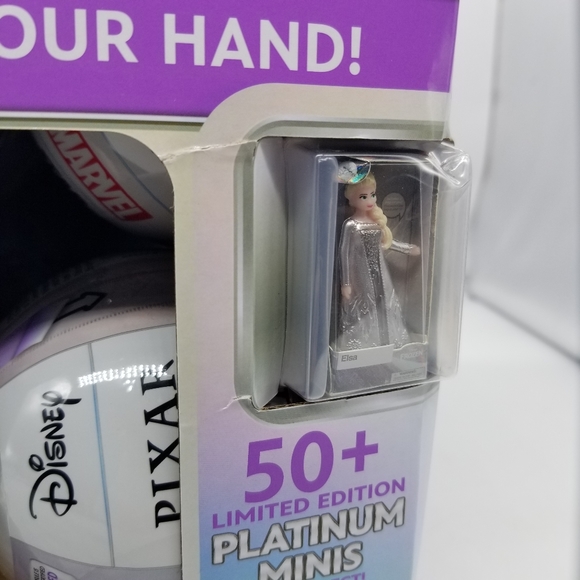 OUR HAND!
MARVEL
Elsa
Disney
PIXAR
50+
LIMITED EDITION
PLATINUM
MINIS